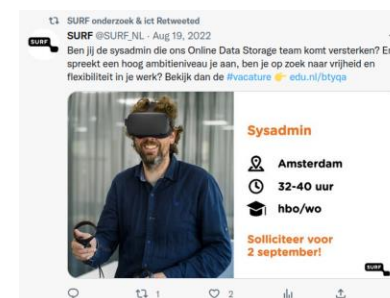 SURF onderzoek & ict Retweeted
SURF @SURF_NL · Aug 19, 2022
Ben jij de sysadmin die ons Online Data Storage team komt versterken? En
spreekt een hoog ambitieniveau je aan, ben je op zoek naar vrijheid en
flexibiliteit in je werk? Bekijk dan de #vacature 👉 edu.nl/btyqa
SURF
Sysadmin
Amsterdam
32-40 uur
hbo/wo
Solliciteer voor
2 september!
SURF
1 2